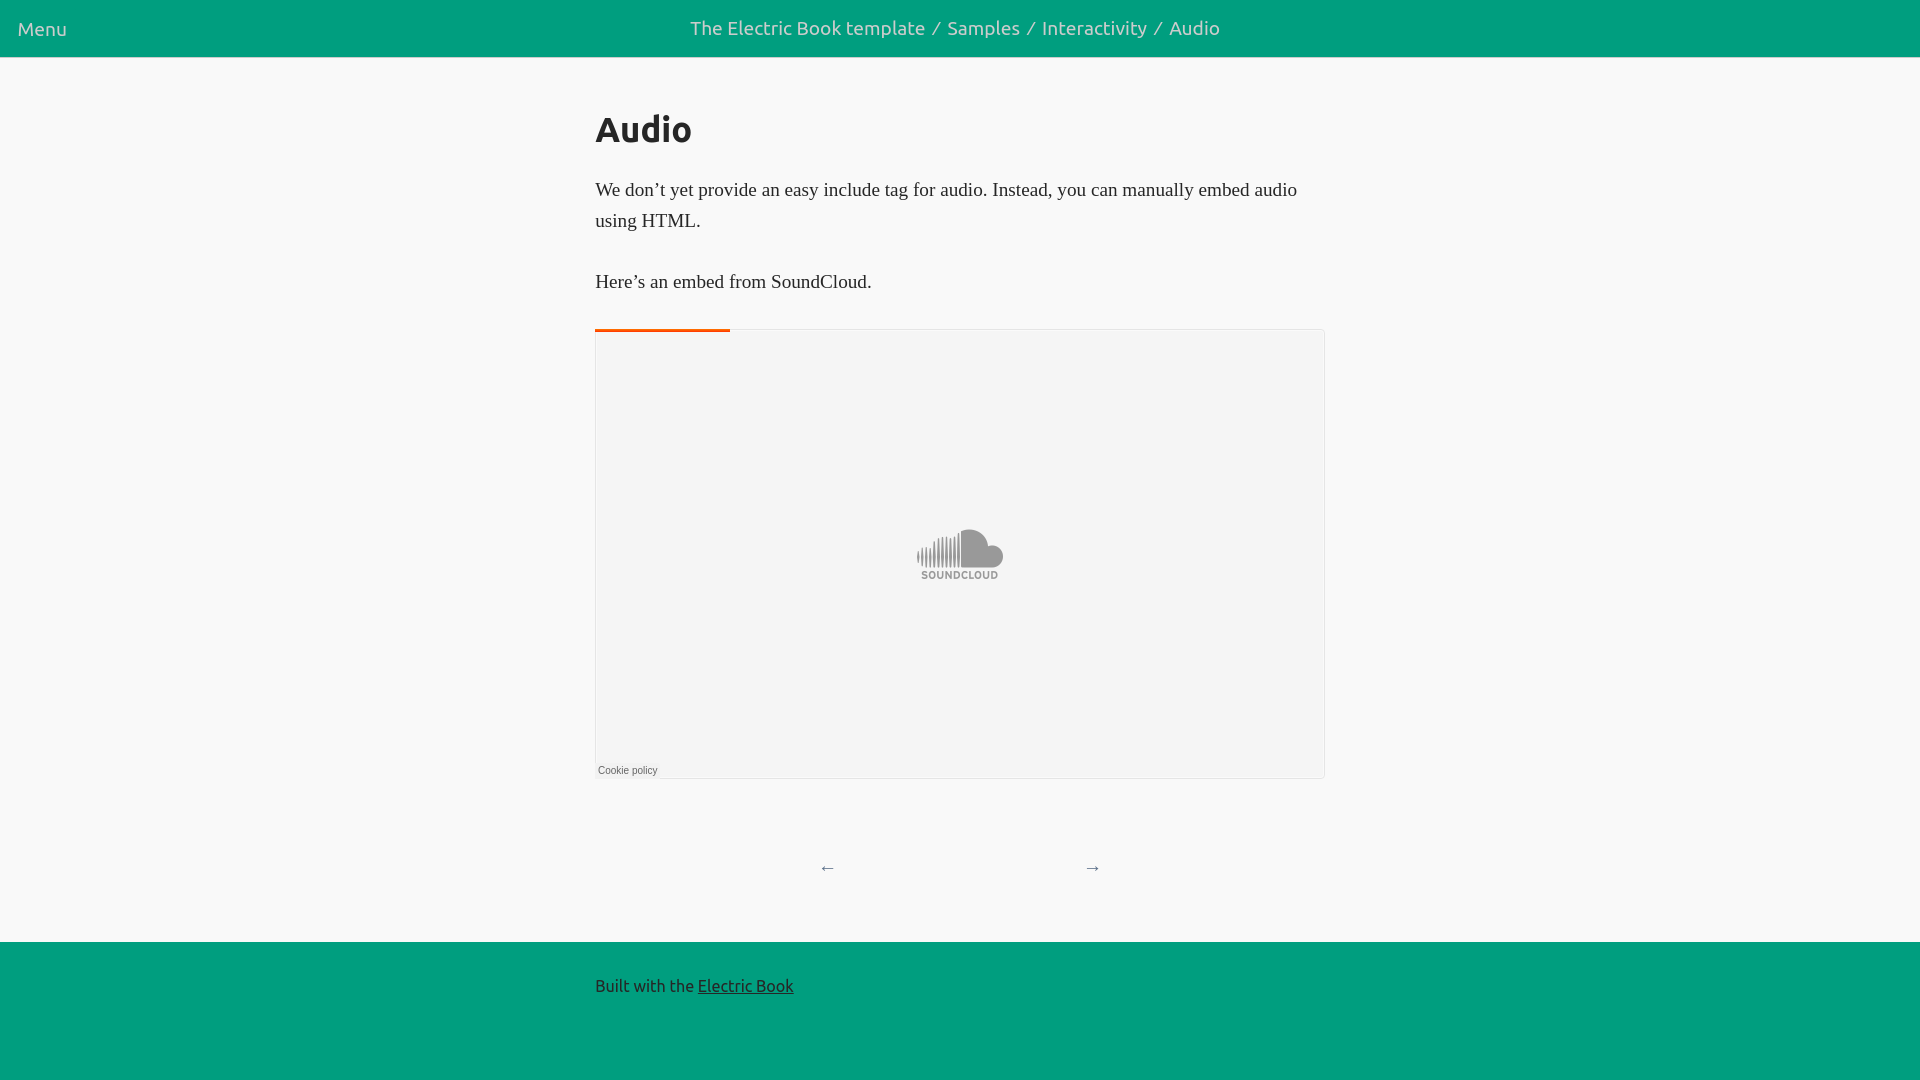 Menu
The Electric Book template / Samples / Interactivity / Audio
Audio
We don’t yet provide an easy include tag for audio. Instead, you can manually embed audio
using HTML.
Here’s an embed from SoundCloud.
SOUNDCLOUD
Cookie policy
← →
Built with the Electric Book